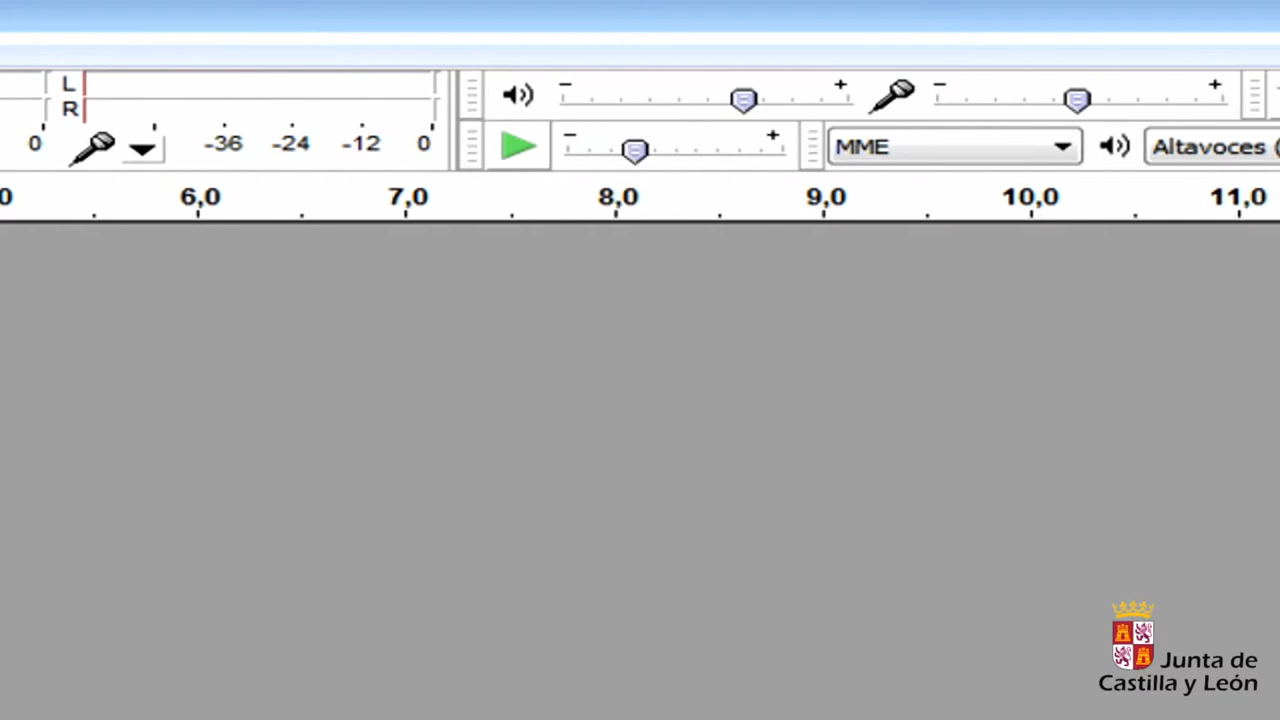 L
R
- +
- +
0 -36 -24 -12 0
- +
MME
Altavoces (
0 6,0 7,0 8,0 9,0 10,0 11,0
Junta de
Castilla y León